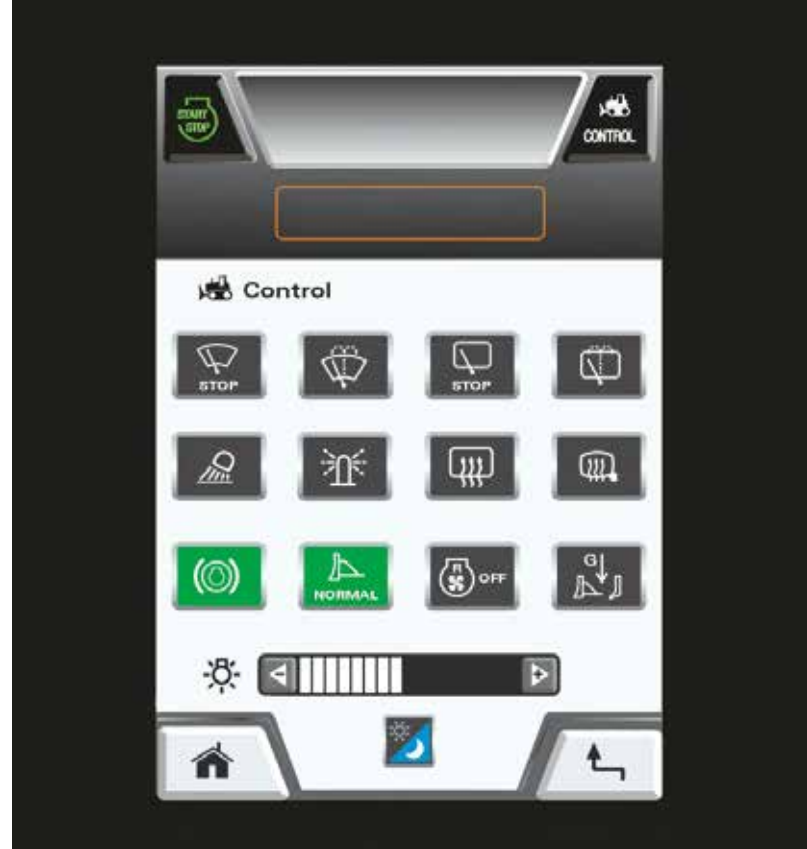 START
STOP
CONTROL
Control
STOP
STOP
NORMAL
R
OFF
G